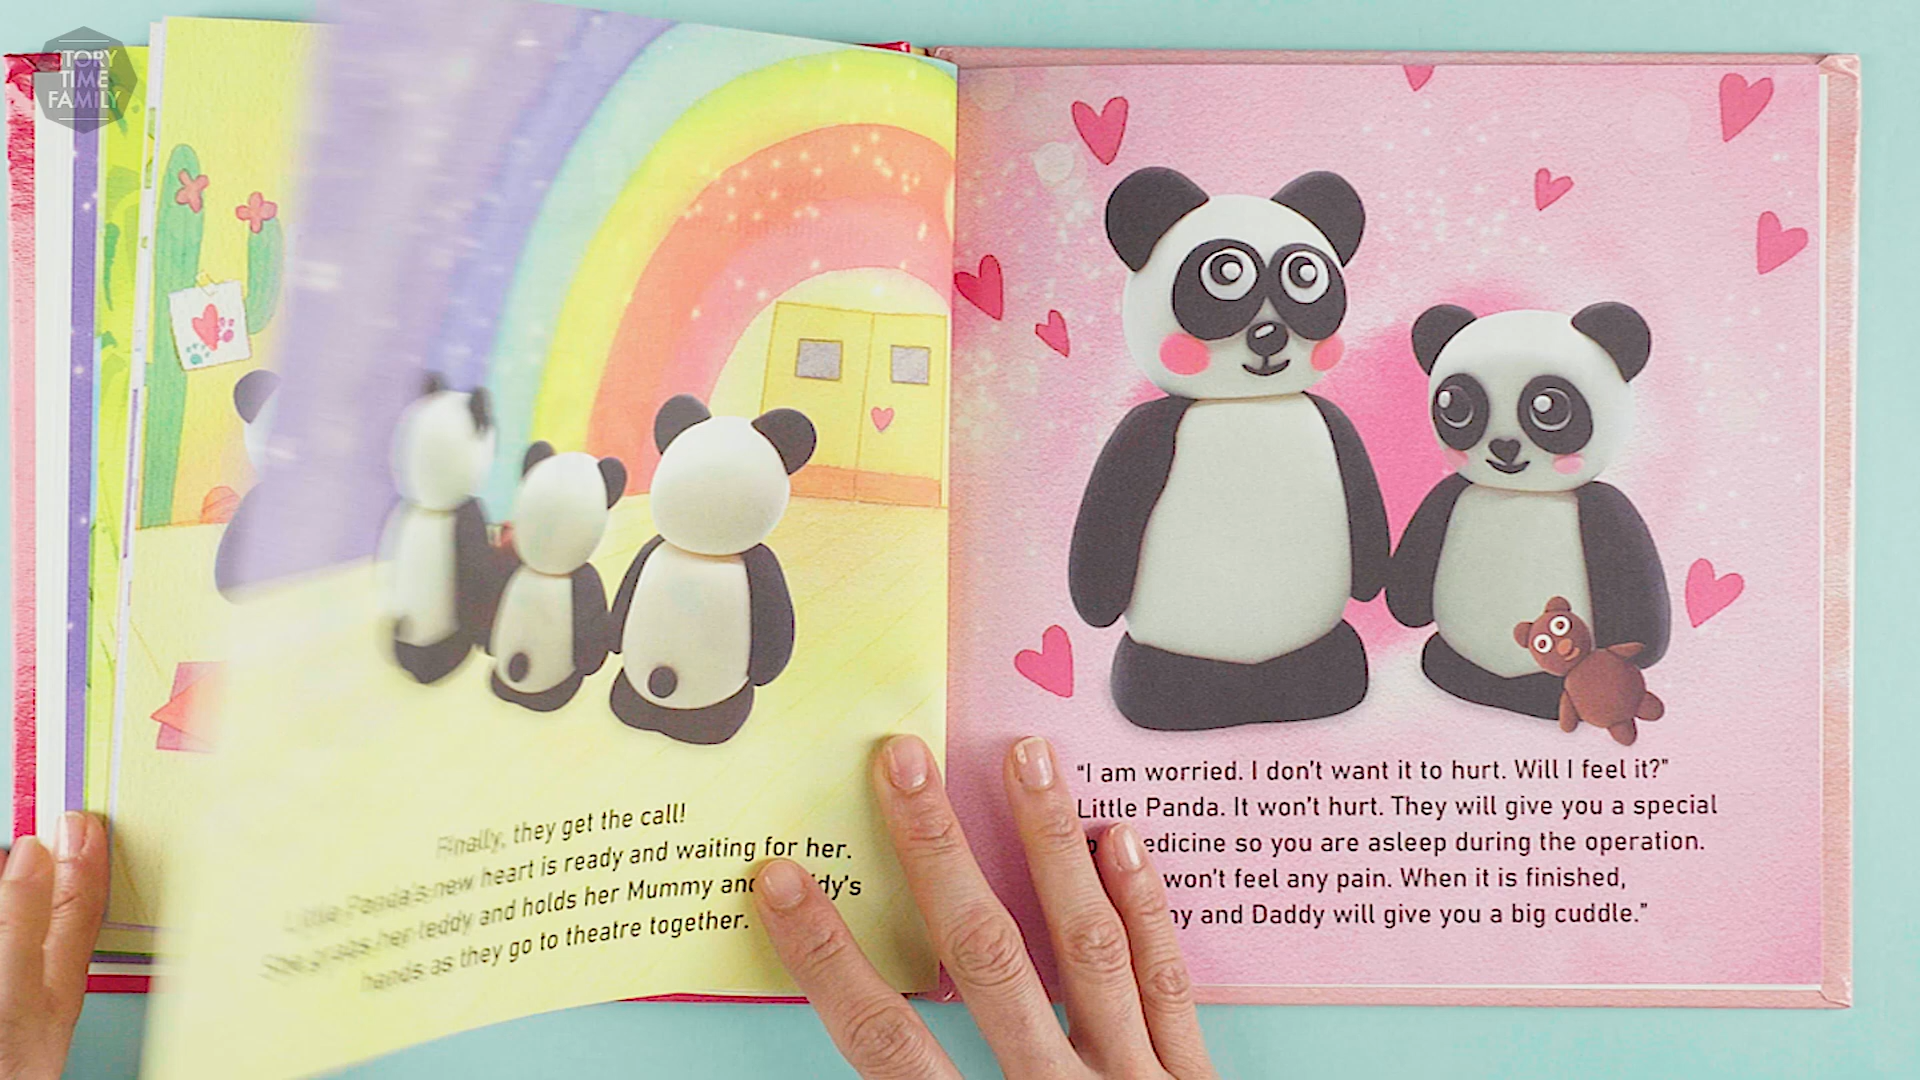 STORY
TIME
FAMILY
Finally, they get the call!
Little Panda's new heart is ready and waiting for her.
She grabs her teddy and holds her Mummy and
hands as they go to theatre together.
"I am worried. I don't want it to hurt. Will I feel it?"
Little Panda. It won't hurt. They will give you a special
so you are asleep during the operation.
won't feel any pain. When it is finished,
and Daddy will give you a big cuddle."